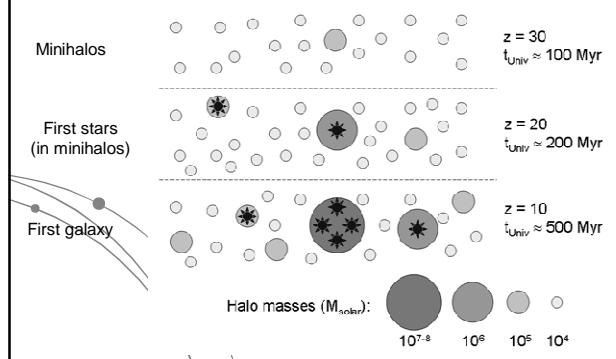 Minihalos
z = 30
t_Univ ≈ 100 Myr
First stars
(in minihalos)
z = 20
t_Univ ≈ 200 Myr
First galaxy
z = 10
t_Univ ≈ 500 Myr
Halo masses (M_solar):
10^7-8 10^6 10^5 10^4